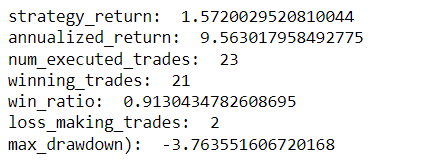 strategy_return:  1.5720029520810044
annualized_return:  9.563017958492775
num_executed_trades:  23
winning_trades:  21
win_ratio:  0.9130434782608695
loss_making_trades:  2
max_drawdown):  -3.763551606720168